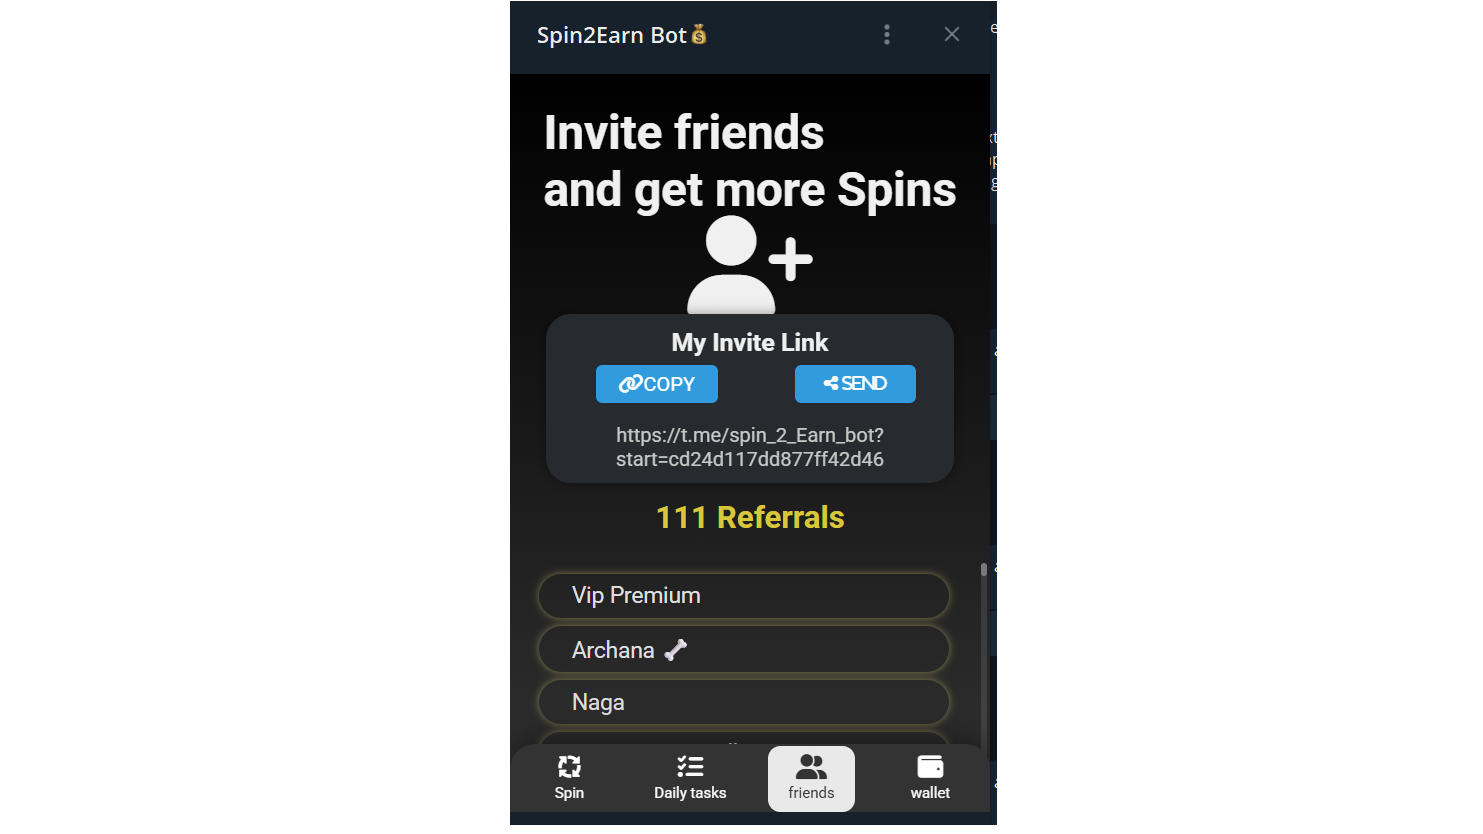 Spin2Earn Bot💰
Invite friends
and get more Spins
My Invite Link
COPY
SEND
https://t.me/spin_2_Earn_bot?
start=cd24d117dd877ff42d46
111 Referrals
Vip Premium
Archana 🦴
Naga
Spin
Daily tasks
friends
wallet